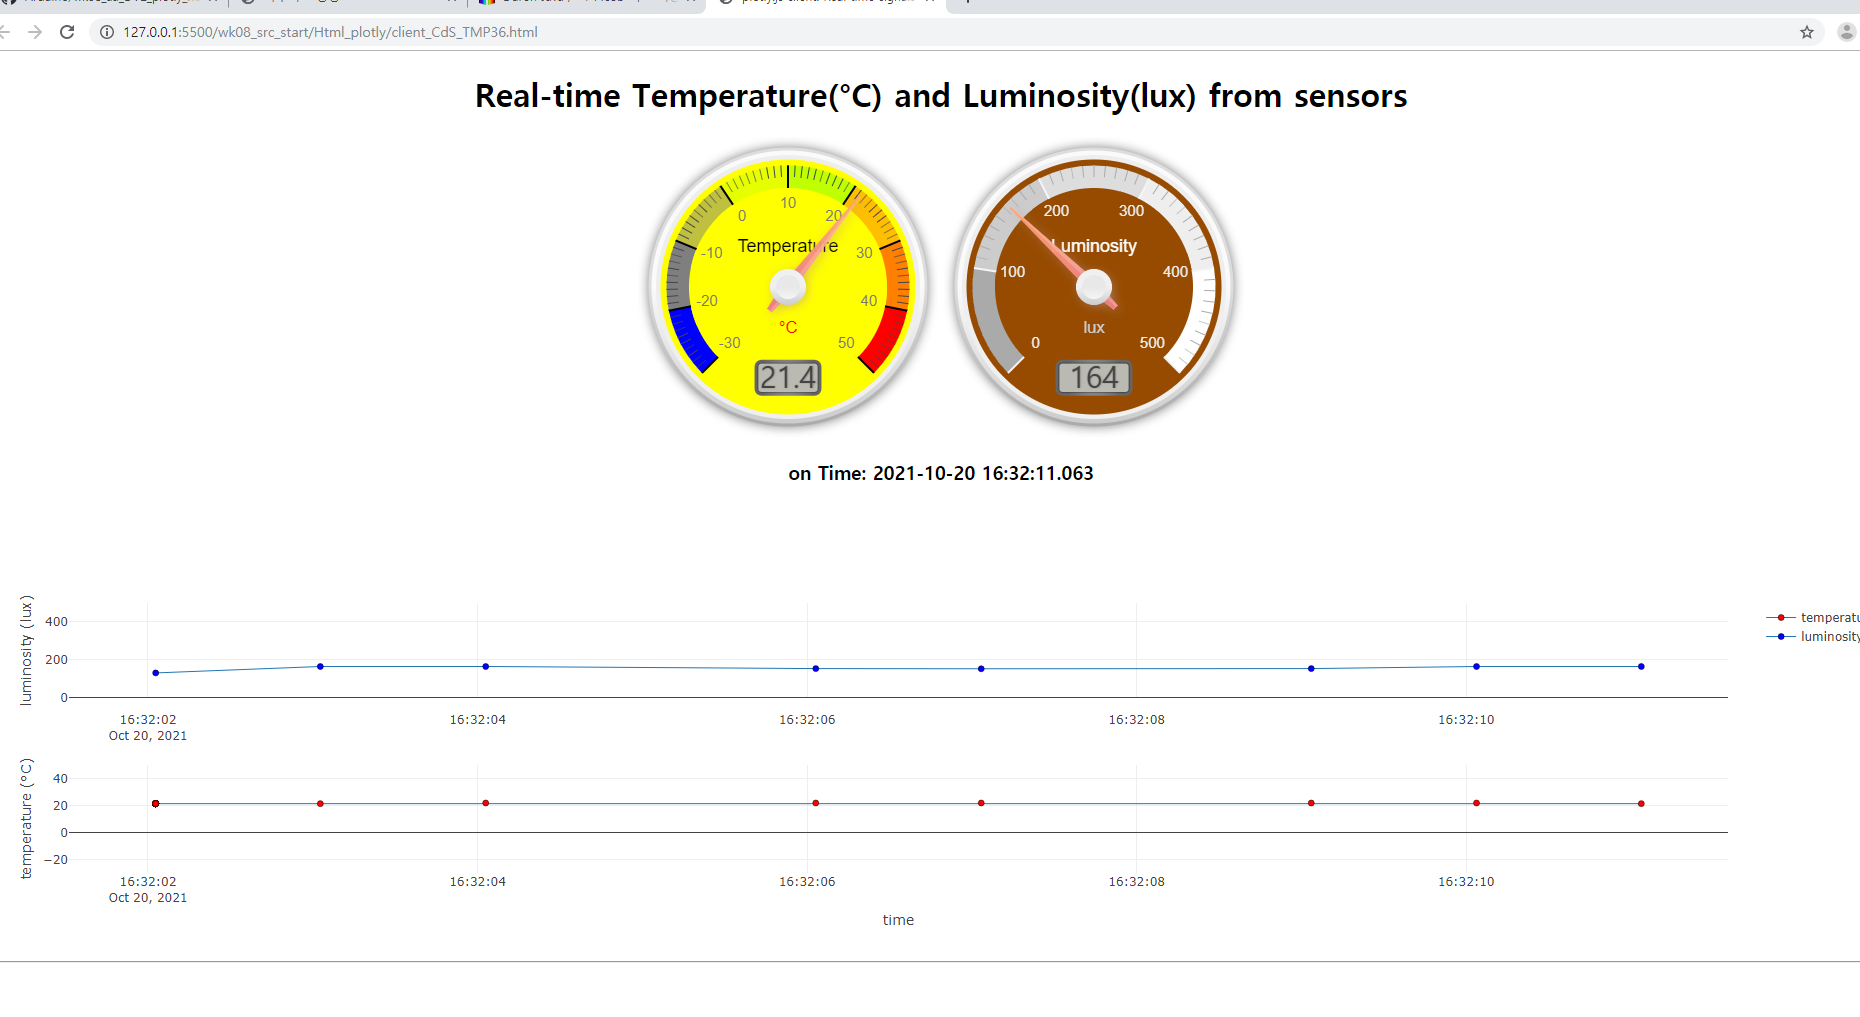 127.0.0.1:5500/wk08_src_start/Html_plotly/client_CdS_TMP36.html
Real-time Temperature(°C) and Luminosity(lux) from sensors
-30
-20
-10
0
10
20
30
40
50
Temperature
°C
21.4
0
100
200
300
400
500
Luminosity
lux
164
on Time: 2021-10-20 16:32:11.063
luminosity (lux)
400
200
0
16:32:02
Oct 20, 2021
16:32:04
16:32:06
16:32:08
16:32:10
temperatu
luminosity
temperature (°C)
40
20
0
−20
16:32:02
Oct 20, 2021
16:32:04
16:32:06
16:32:08
16:32:10
time